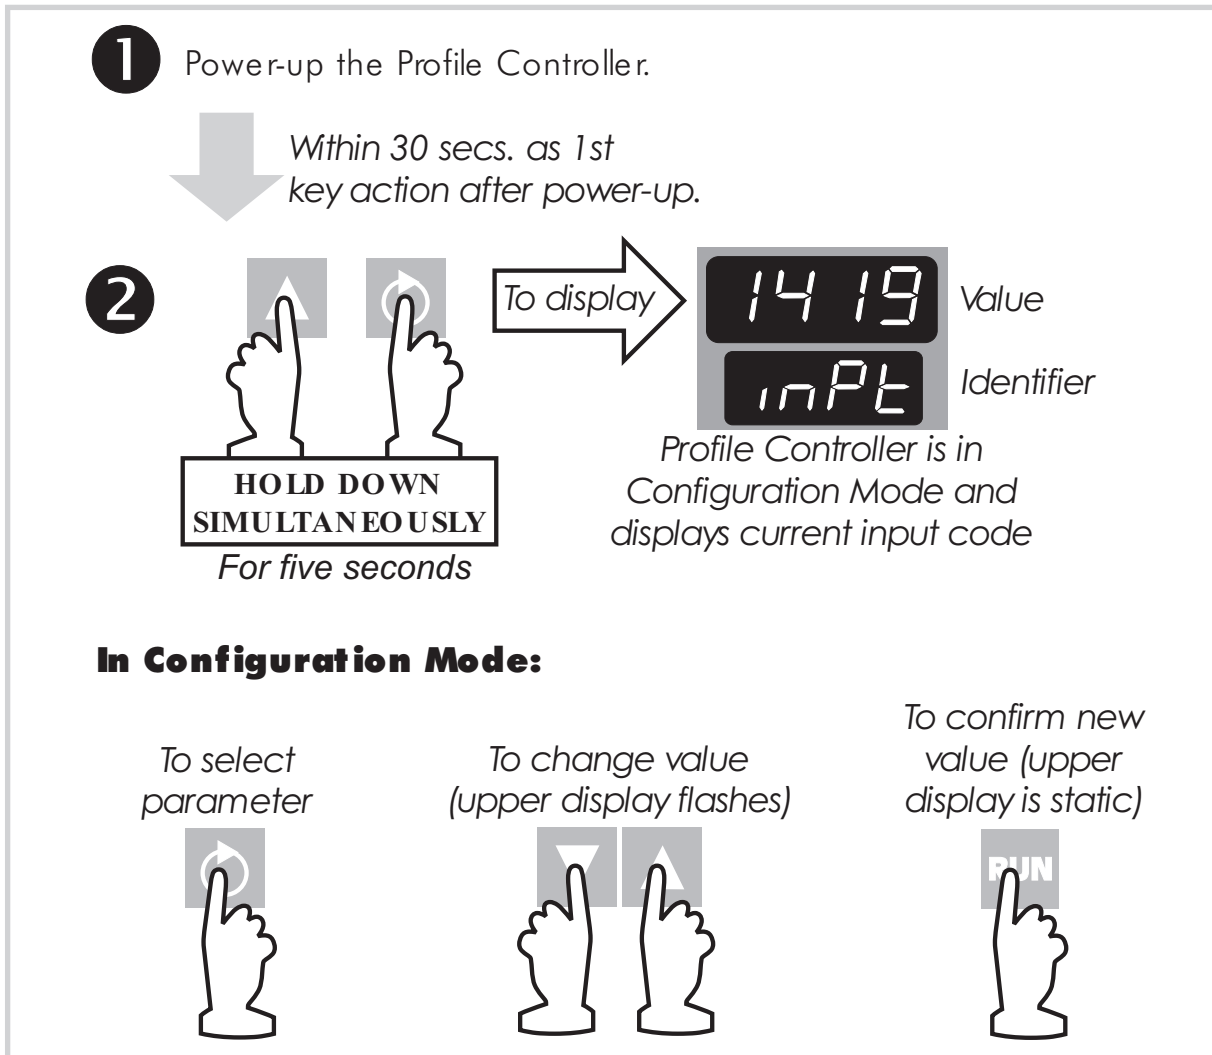 1 Power-up the Profile Controller.
Within 30 secs. as 1st
key action after power-up.
2
To display
1419
Value
inPt
Identifier
HOLD DOWN
SIMULTANEOUSLY
For five seconds
Profile Controller is in
Configuration Mode and
displays current input code
In Configuration Mode:
To select
parameter
To change value
(upper display flashes)
To confirm new
value (upper
display is static)
RUN